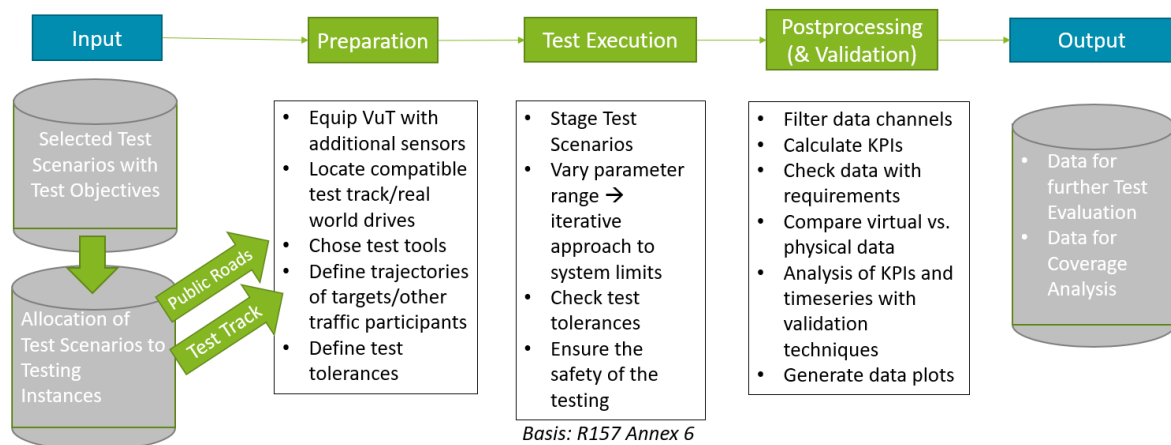 Input
Preparation
Test Execution
Postprocessing
(& Validation)
Output
Selected Test
Scenarios with
Test Objectives
Allocation of
Test Scenarios to
Testing
Instances
Public Roads
Test Track
• Equip VuT with
additional sensors
• Locate compatible
test track/real
world drives
• Chose test tools
• Define trajectories
of targets/other
traffic participants
• Define test
tolerances
• Stage Test
Scenarios
• Vary parameter
range →
iterative
approach to
system limits
• Check test
tolerances
• Ensure the
safety of the
testing
Basis: R157 Annex 6
• Filter data channels
• Calculate KPIs
• Check data with
requirements
• Compare virtual vs.
physical data
• Analysis of KPIs and
timeseries with
validation
techniques
• Generate data plots
• Data for
further Test
Evaluation
• Data for
Coverage
Analysis